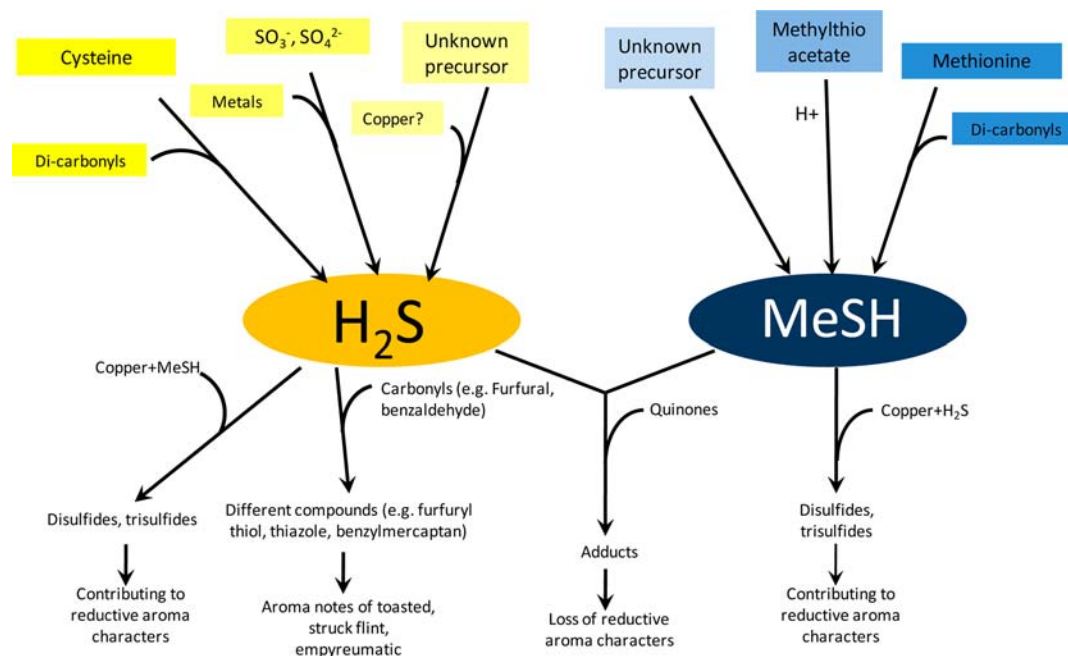 Cysteine
SO₃⁻, SO₄²⁻
Unknown
precursor
Unknown
precursor
Methylthio
acetate
Methionine
Metals
Copper?
H+
Di-carbonyls
Di-carbonyls
H₂S
MeSH
Copper+MeSH
Carbonyls (e.g. Furfural,
benzaldehyde)
Quinones
Copper+H₂S
Disulfides, trisulfides
Different compounds (e.g. furfuryl
thiol, thiazole, benzylmercaptan)
Adducts
Disulfides,
trisulfides
Contributing to
reductive aroma
characters
Aroma notes of toasted,
struck flint,
empyreumatic
Loss of reductive
aroma characters
Contributing to
reductive aroma
characters